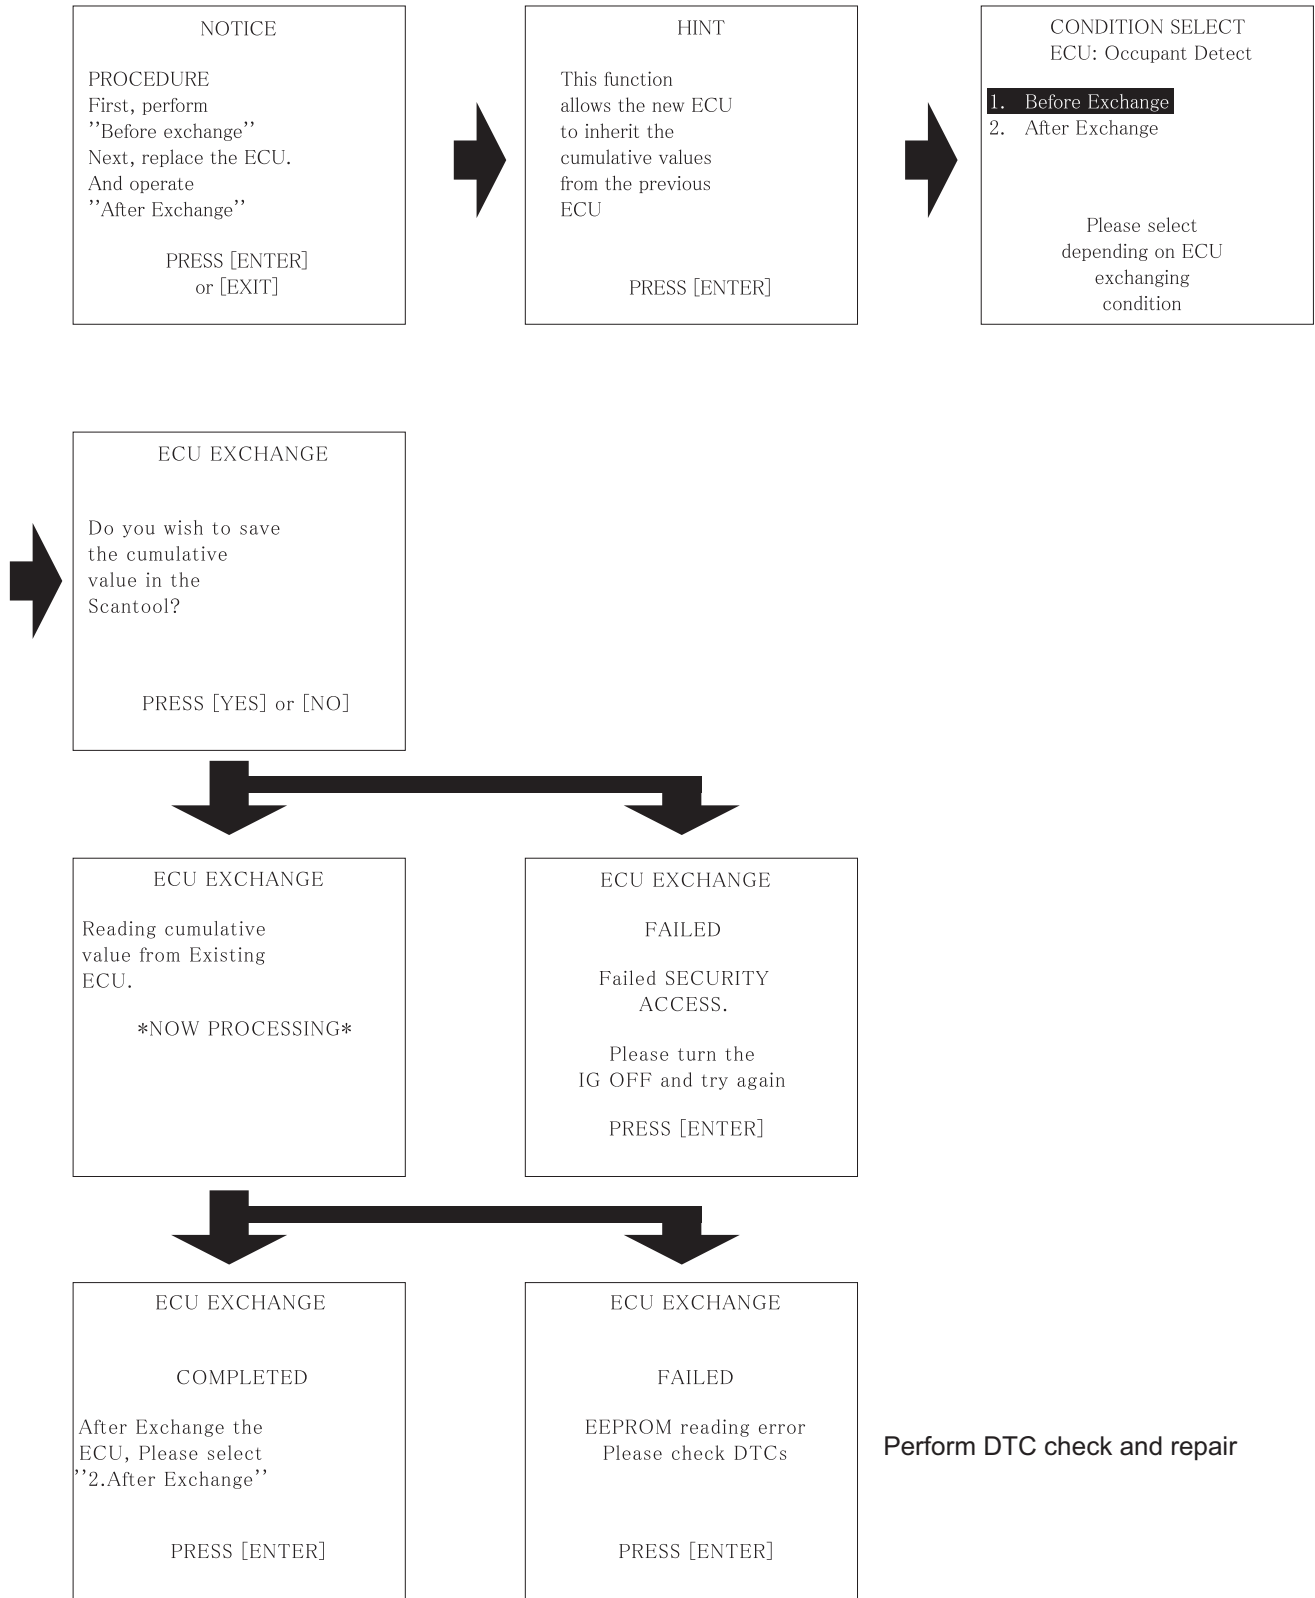 NOTICE
PROCEDURE
First, perform
’’Before exchange’’
Next, replace the ECU.
And operate
’’After Exchange’’
PRESS [ENTER]
or [EXIT]
HINT
This function
allows the new ECU
to inherit the
cumulative values
from the previous
ECU
PRESS [ENTER]
CONDITION SELECT
ECU: Occupant Detect
1. Before Exchange
2. After Exchange
Please select
depending on ECU
exchanging
condition
ECU EXCHANGE
Do you wish to save
the cumulative
value in the
Scantool?
PRESS [YES] or [NO]
ECU EXCHANGE
Reading cumulative
value from Existing
ECU.
*NOW PROCESSING*
ECU EXCHANGE
FAILED
Failed SECURITY
ACCESS.
Please turn the
IG OFF and try again
PRESS [ENTER]
ECU EXCHANGE
COMPLETED
After Exchange the
ECU, Please select
’’2.After Exchange’’
PRESS [ENTER]
ECU EXCHANGE
FAILED
EEPROM reading error
Please check DTCs
PRESS [ENTER]
Perform DTC check and repair